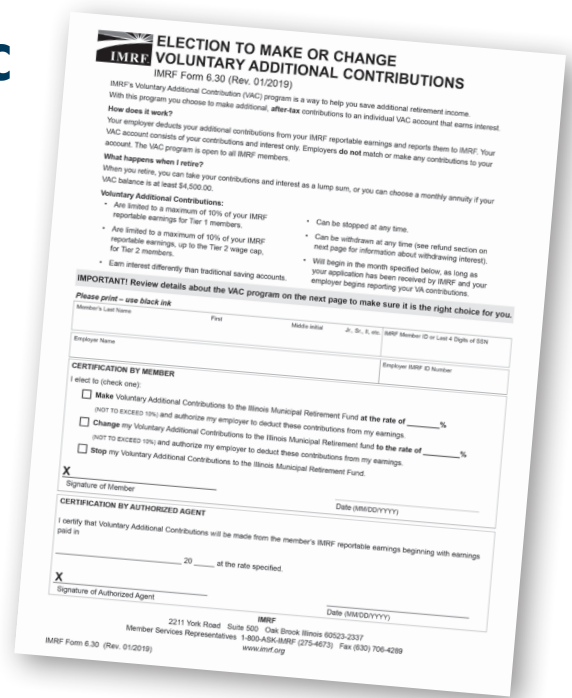 C
IMRF
ELECTION TO MAKE OR CHANGE
VOLUNTARY ADDITIONAL CONTRIBUTIONS
IMRF Form 6.30 (Rev. 01/2019)
IMRF's Voluntary Additional Contribution (VAC) program is a way to help you save additional retirement income.
With this program you choose to make additional, after-tax contributions to an individual VAC account that earns interest.
How does it work?
Your employer deducts your additional contributions from your IMRF reportable earnings and reports them to IMRF. Your
VAC account consists of your contributions and interest only. Employers do not match or make any contributions to your
account. The VAC program is open to all IMRF members.
What happens when I retire?
When you retire, you can take your contributions and interest as a lump sum, or you can choose a monthly annuity if your
VAC balance is at least $4,500.00.
Voluntary Additional Contributions:
• Are limited to a maximum of 10% of your IMRF
reportable earnings for Tier 1 members.
• Are limited to a maximum of 10% of your IMRF
reportable earnings, up to the Tier 2 wage cap,
for Tier 2 members.
• Earn interest differently than traditional saving accounts.
• Can be stopped at any time.
• Can be withdrawn at any time (see refund section on
next page for information about withdrawing interest).
• Will begin in the month specified below, as long as
your application has been received by IMRF and your
employer begins reporting your VA contributions.
IMPORTANT! Review details about the VAC program on the next page to make sure it is the right choice for you.
Please print – use black ink
Member's Last Name First Middle Initial Jr., Sr., II, etc. IMRF Member ID or Last 4 Digits of SSN
Employer Name Employer IMRF ID Number
CERTIFICATION BY MEMBER
I elect to (check one):
Make Voluntary Additional Contributions to the Illinois Municipal Retirement Fund at the rate of ______%
(NOT TO EXCEED 10%) and authorize my employer to deduct these contributions from my earnings.
Change my Voluntary Additional Contributions to the Illinois Municipal Retirement fund to the rate of ______%
(NOT TO EXCEED 10%) and authorize my employer to deduct these contributions from my earnings.
Stop my Voluntary Additional Contributions to the Illinois Municipal Retirement Fund.
X
Signature of Member Date (MM/DD/YYYY)
CERTIFICATION BY AUTHORIZED AGENT
I certify that Voluntary Additional Contributions will be made from the member's IMRF reportable earnings beginning with earnings
paid in
______ 20 ____ at the rate specified.
X
Signature of Authorized Agent Date (MM/DD/YYYY)
IMRF
2211 York Road Suite 500 Oak Brook Illinois 60523-2337
Member Services Representatives 1-800-ASK-IMRF (275-4673) Fax (630) 706-4289
IMRF Form 6.30 (Rev. 01/2019) www.imrf.org